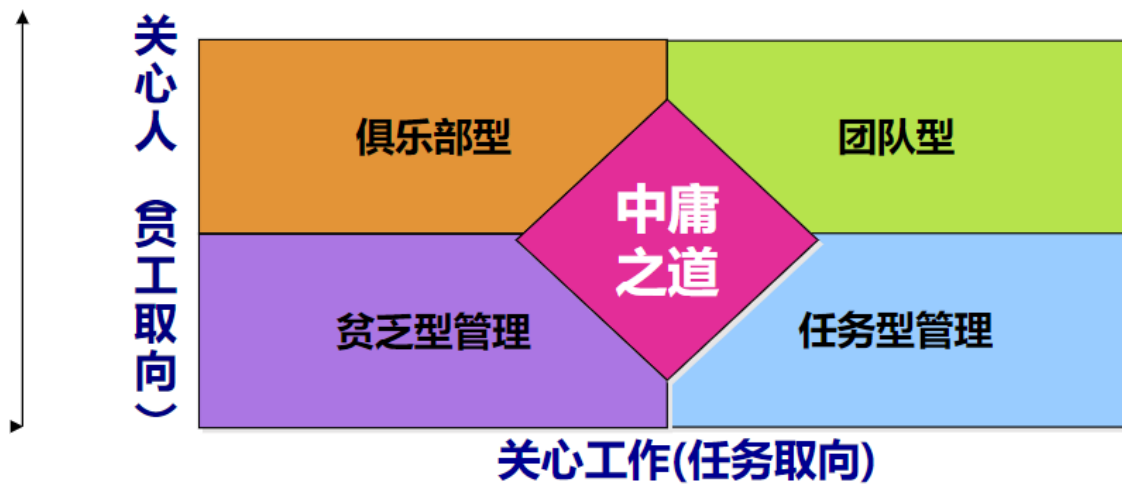 关心人（员工取向）
俱乐部型
团队型
中庸
之道
贫乏型管理
任务型管理
关心工作(任务取向)